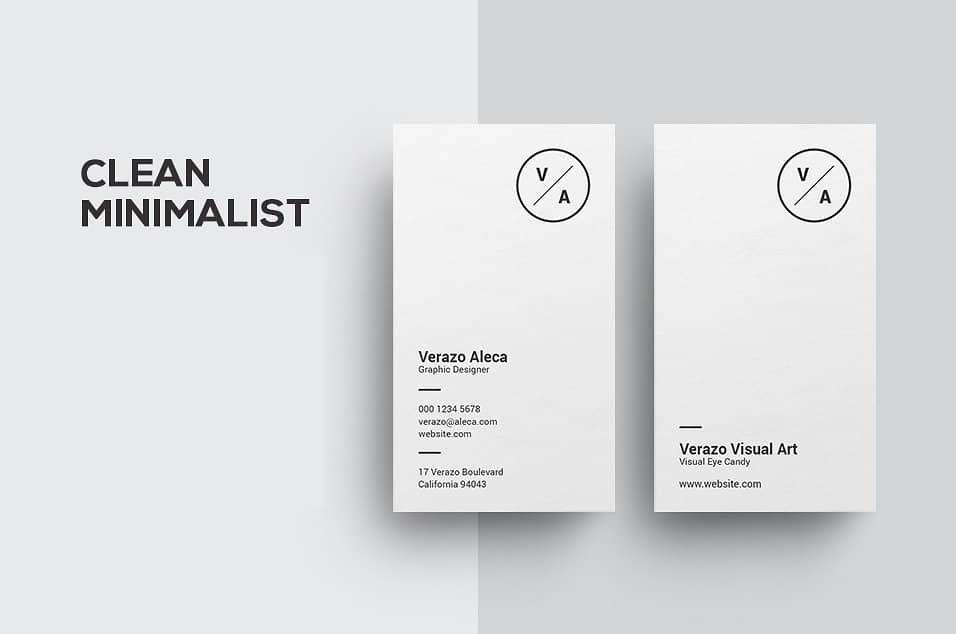 CLEAN
MINIMALIST
V
A
Verazo Aleca
Graphic Designer
000 1234 5678
verazo@aleca.com
website.com
17 Verazo Boulevard
California 94043
V
A
Verazo Visual Art
Visual Eye Candy
www.website.com